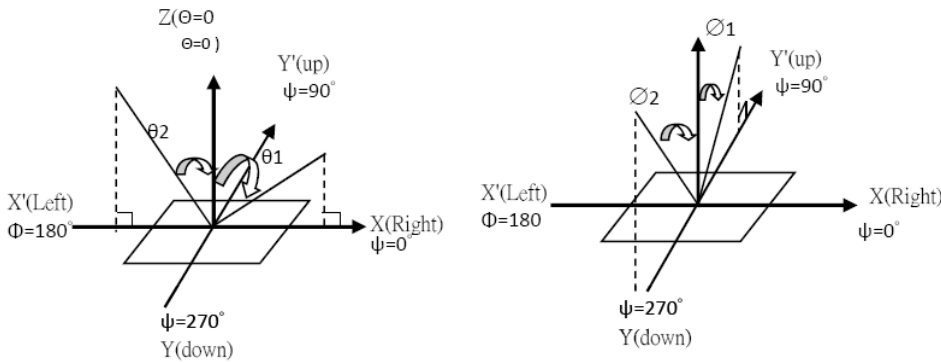 Z(Θ=0
Θ=0 )
Y'(up)
ψ=90°
θ2
θ1
X'(Left)
Φ=180°
X(Right)
ψ=0°
ψ=270°
Y(down)
∅1
Y'(up)
ψ=90°
∅2
X'(Left)
Φ=180
X(Right)
ψ=0°
ψ=270°
Y(down)